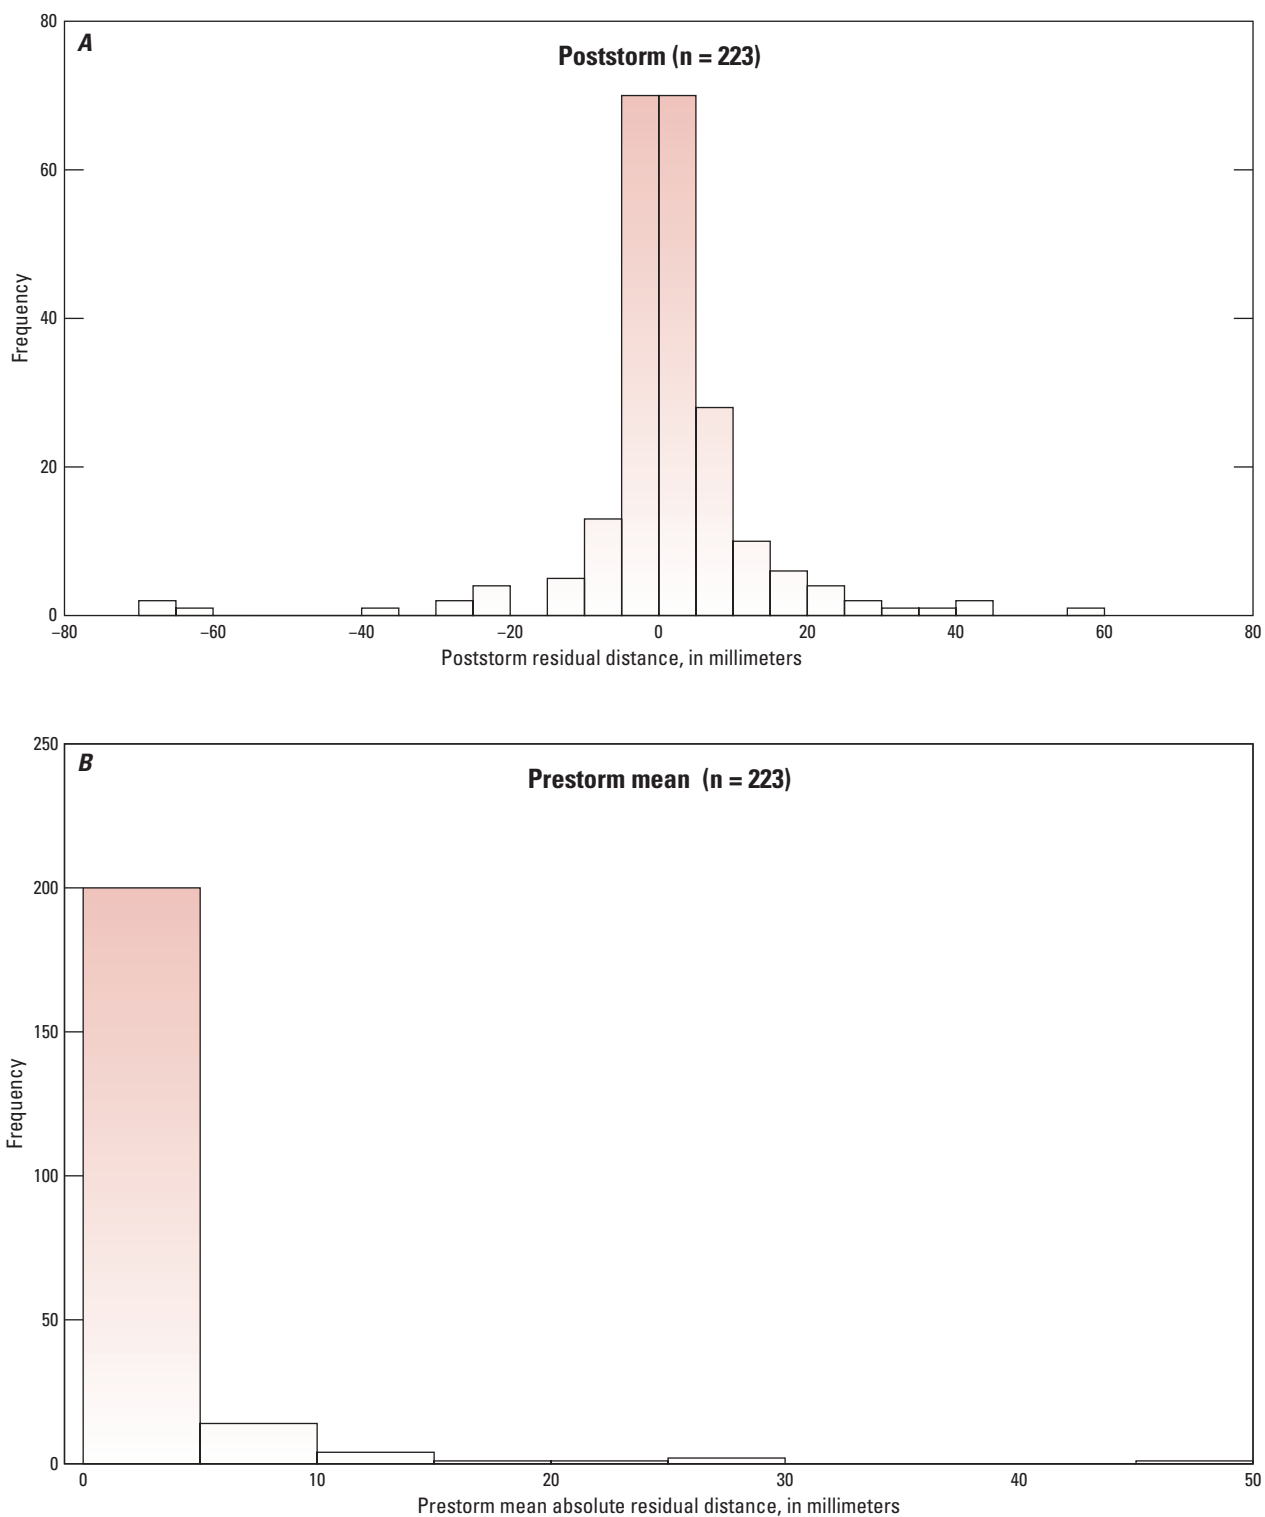 A
Poststorm (n = 223)
80
60
40
20
0
Frequency
−80 −60 −40 −20 0 20 40 60 80
Poststorm residual distance, in millimeters
B
Prestorm mean (n = 223)
250
200
150
100
50
0
Frequency
0 10 20 30 40 50
Prestorm mean absolute residual distance, in millimeters